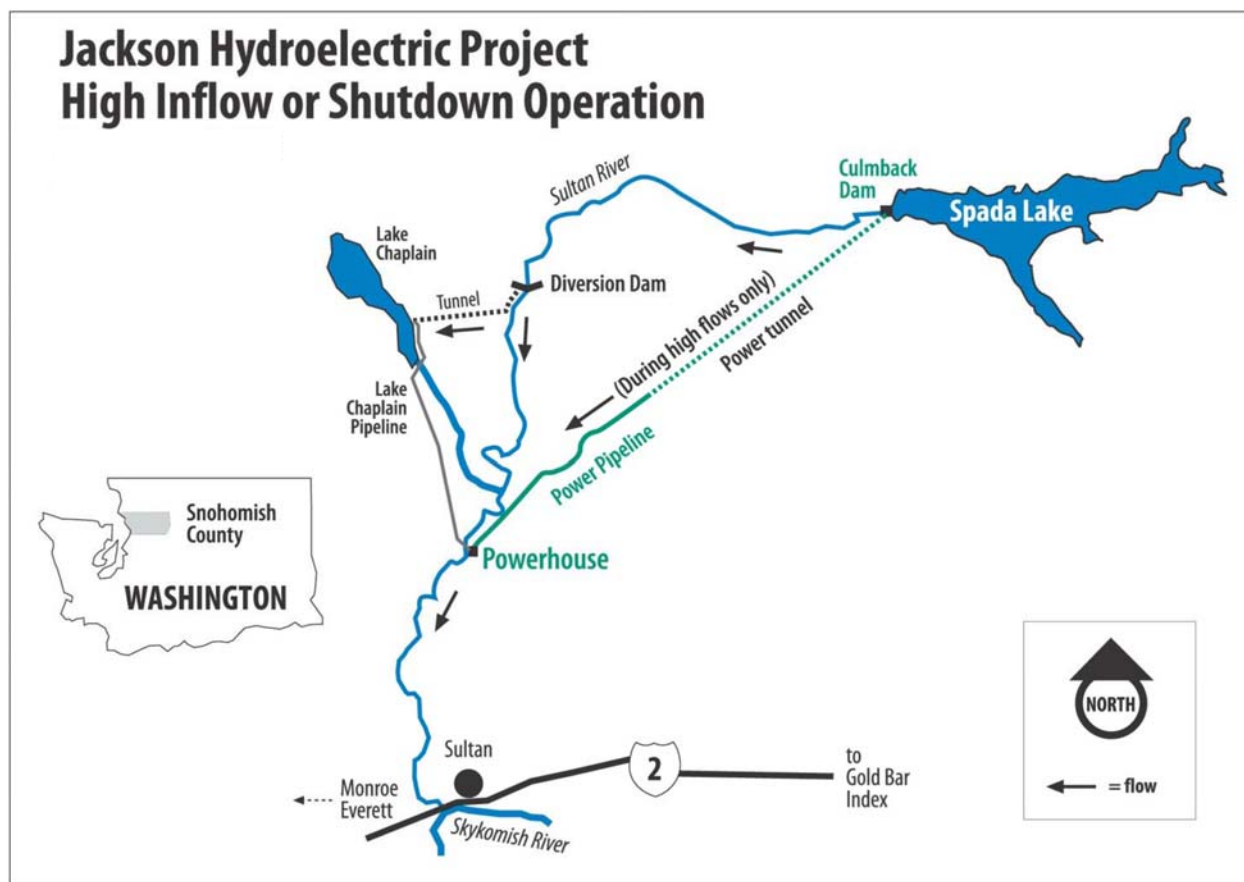 Jackson Hydroelectric Project
High Inflow or Shutdown Operation
Sultan River
Culmback
Dam
Spada Lake
Lake
Chaplain
Tunnel
Diversion Dam
(During high flows only)
Power tunnel
Lake
Chaplain
Pipeline
Power Pipeline
Snohomish
County
WASHINGTON
Powerhouse
NORTH
= flow
Sultan
2
to
Gold Bar
Index
Monroe
Everett
Skykomish River